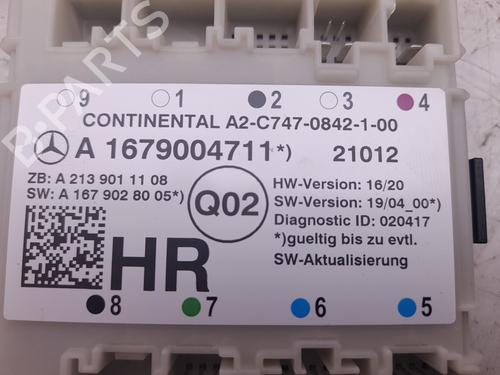 9 1 2 3 4
CONTINENTAL A2-C747-0842-1-00
A 1679004711*) 21012
ZB: A 213 901 11 08
SW: A 167 902 80 05*)
Q02
HW-Version: 16/20
SW-Version: 19/04_00*)
Diagnostic ID: 020417
*)gueltig bis zu evtl.
SW-Aktualisierung
HR
8 7 6 5
B-PARTS